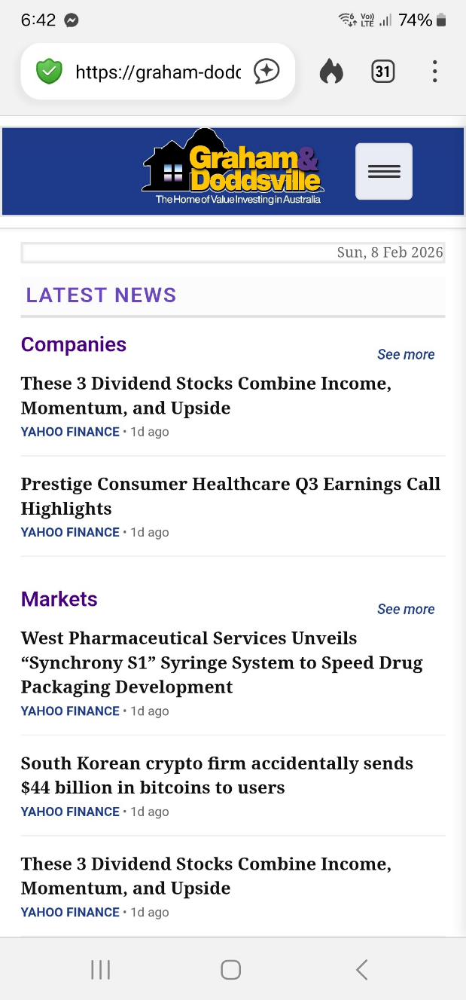 6:42
6
Vo))
LTE
74%
https://graham-dodc
31
Graham&
Doddsville
The Home of Value Investing in Australia
Sun, 8 Feb 2026
LATEST NEWS
Companies
See more
These 3 Dividend Stocks Combine Income,
Momentum, and Upside
YAHOO FINANCE • 1d ago
Prestige Consumer Healthcare Q3 Earnings Call
Highlights
YAHOO FINANCE • 1d ago
Markets
See more
West Pharmaceutical Services Unveils
“Synchrony S1” Syringe System to Speed Drug
Packaging Development
YAHOO FINANCE • 1d ago
South Korean crypto firm accidentally sends
$44 billion in bitcoins to users
YAHOO FINANCE • 1d ago
These 3 Dividend Stocks Combine Income,
Momentum, and Upside
YAHOO FINANCE • 1d ago